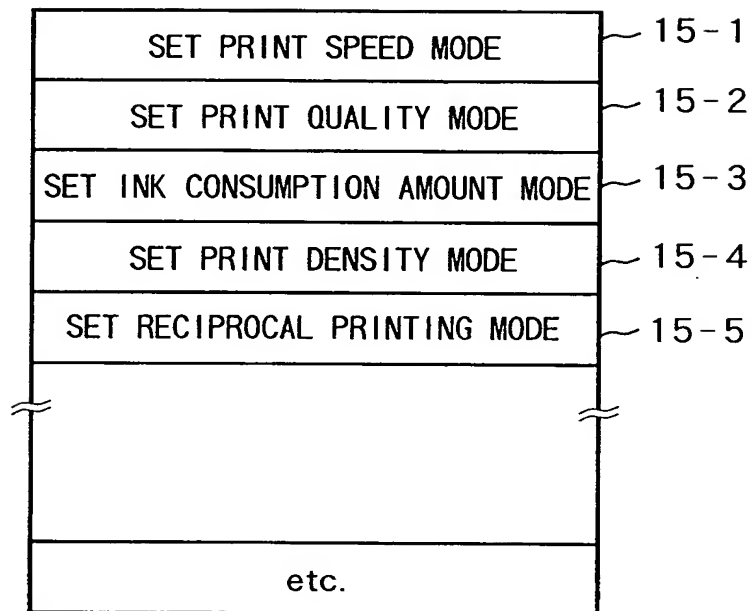 SET PRINT SPEED MODE 15-1
SET PRINT QUALITY MODE 15-2
SET INK CONSUMPTION AMOUNT MODE 15-3
SET PRINT DENSITY MODE 15-4
SET RECIPROCAL PRINTING MODE 15-5
etc.